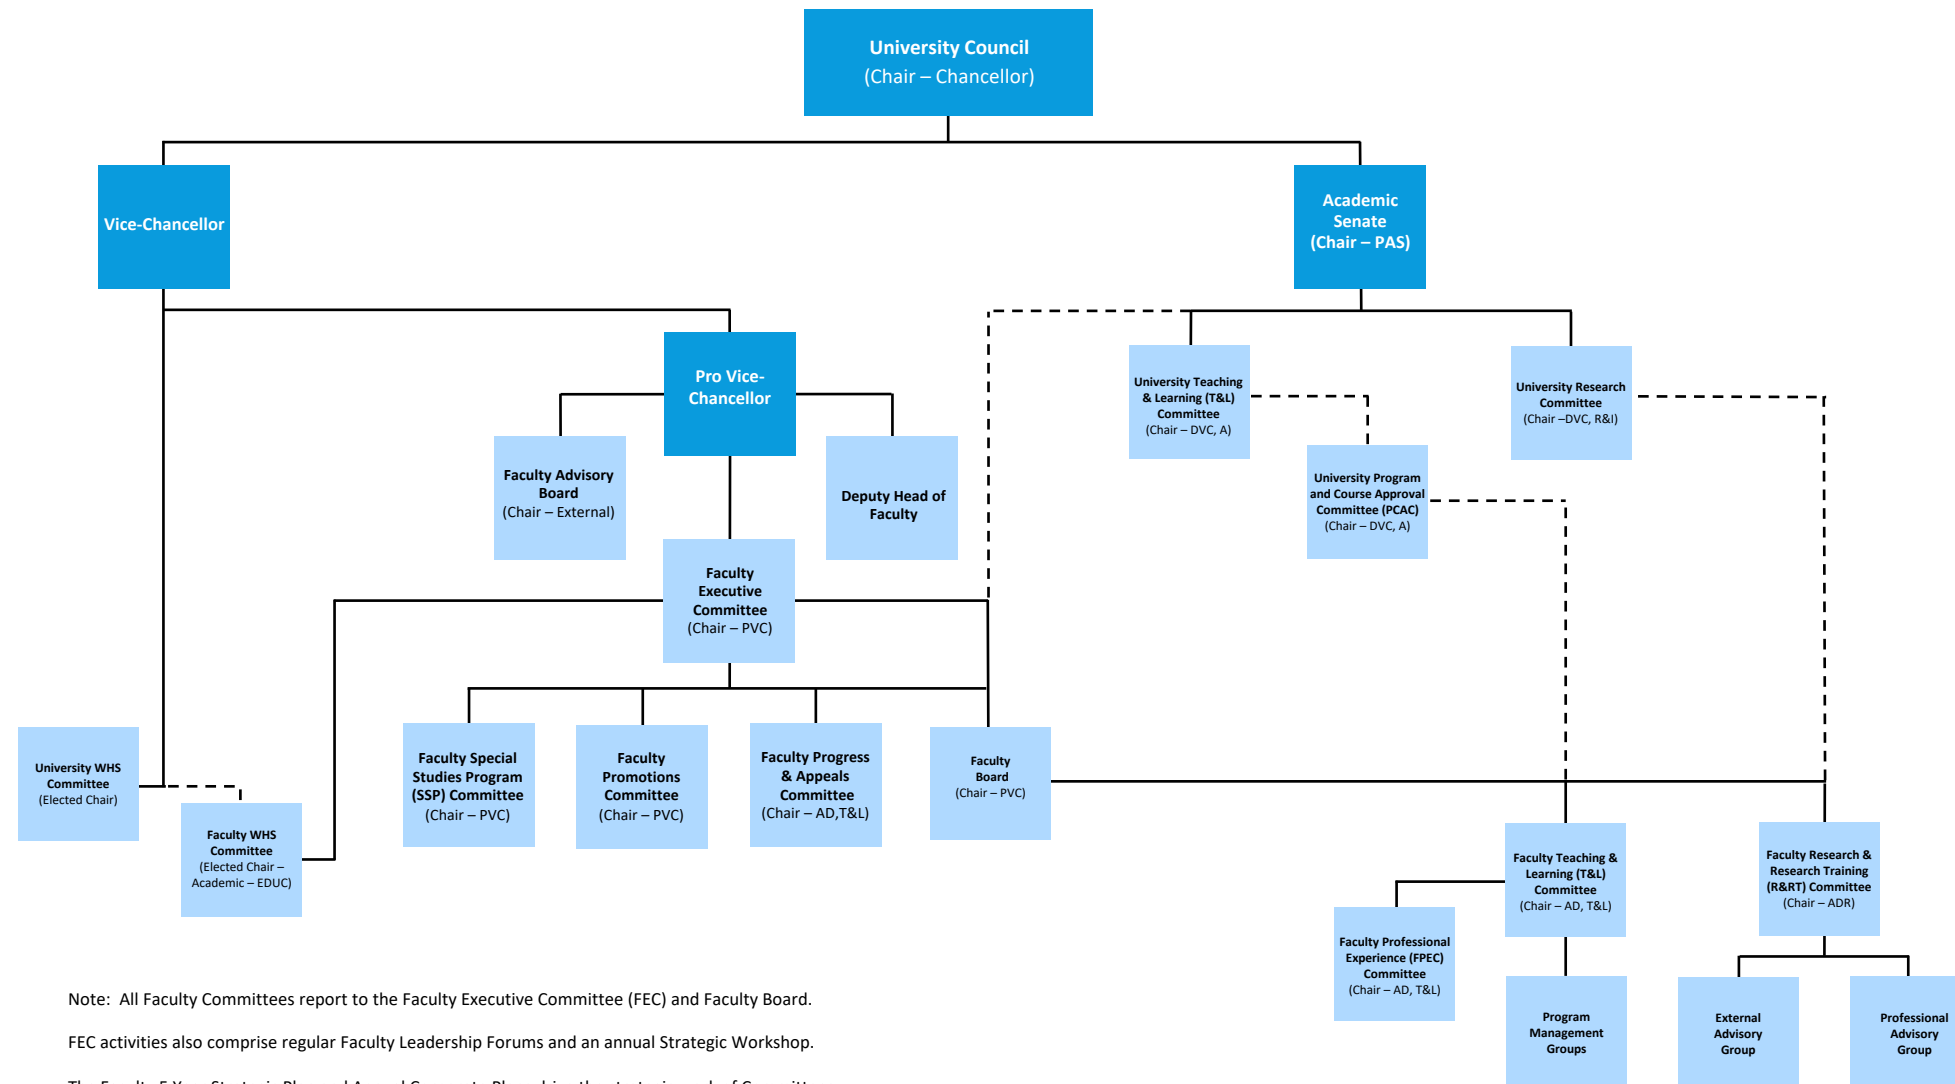 University Council
(Chair – Chancellor)
Vice-Chancellor
Academic
Senate
(Chair – PAS)
Pro Vice-
Chancellor
University Teaching
& Learning (T&L)
Committee
(Chair – DVC, A)
University Research
Committee
(Chair –DVC, R&I)
Faculty Advisory
Board
(Chair – External)
Deputy Head of
Faculty
University Program
and Course Approval
Committee (PCAC)
(Chair – DVC, A)
Faculty
Executive
Committee
(Chair – PVC)
University WHS
Committee
(Elected Chair)
Faculty WHS
Committee
(Elected Chair –
Academic – EDUC)
Faculty Special
Studies Program
(SSP) Committee
(Chair – PVC)
Faculty
Promotions
Committee
(Chair – PVC)
Faculty Progress
& Appeals
Committee
(Chair – AD,T&L)
Faculty
Board
(Chair – PVC)
Faculty Teaching &
Learning (T&L)
Committee
(Chair – AD, T&L)
Faculty Research &
Research Training
(R&RT) Committee
(Chair – ADR)
Faculty Professional
Experience (FPEC)
Committee
(Chair – AD, T&L)
Program
Management
Groups
External
Advisory
Group
Professional
Advisory
Group
Note: All Faculty Committees report to the Faculty Executive Committee (FEC) and Faculty Board.
FEC activities also comprise regular Faculty Leadership Forums and an annual Strategic Workshop.